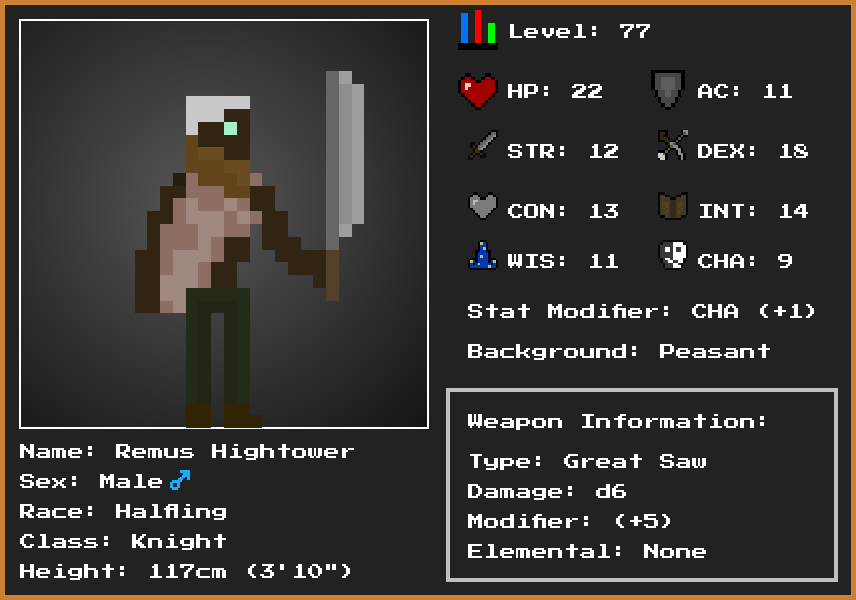 Level: 77
HP: 22 AC: 11
STR: 12 DEX: 18
CON: 13 INT: 14
WIS: 11 CHA: 9
Stat Modifier: CHA (+1)
Background: Peasant
Weapon Information:
Type: Great Saw
Damage: d6
Modifier: (+5)
Elemental: None
Name: Remus Hightower
Sex: Male♂
Race: Halfling
Class: Knight
Height: 117cm (3'10")